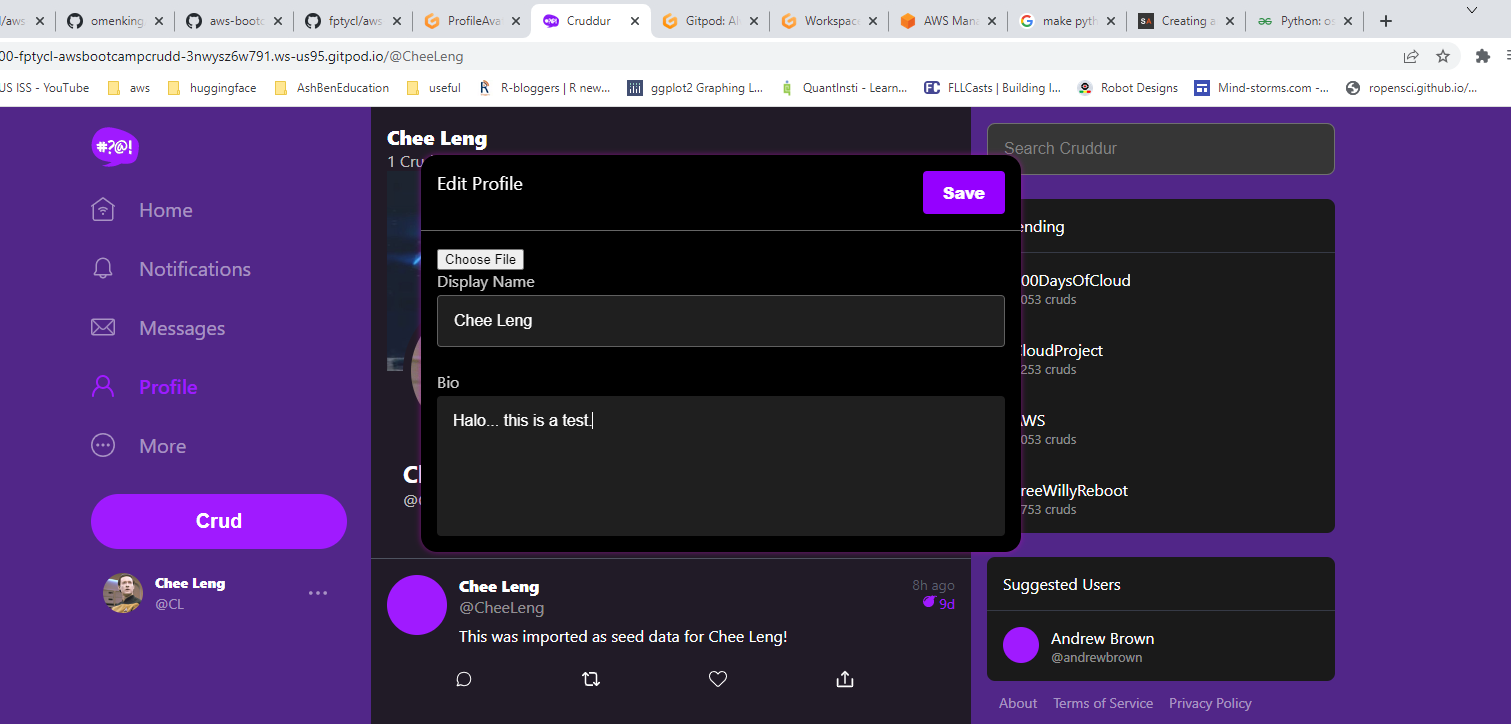 /aws
omenking
aws-bootc
fptycl/aws
ProfileAva
Cruddur
Gitpod: Al
Workspac
AWS Mana
make pyth
Creating a
Python: os
00-fptycl-awsbootcampcrudd-3nwysz6w791.ws-us95.gitpod.io/@CheeLeng
US ISS - YouTube
aws
huggingface
AshBenEducation
useful
R-bloggers | R new...
ggplot2 Graphing L...
QuantInsti - Learn...
FLLCasts | Building I...
Robot Designs
Mind-storms.com -...
ropensci.github.io/...
#?@!
Home
Notifications
Messages
Profile
More
Crud
Chee Leng
@CL
Chee Leng
1 Cru
Edit Profile
Save
Choose File
Display Name
Chee Leng
Bio
Halo... this is a test.
Chee Leng
@CheeLeng
8h ago
9d
This was imported as seed data for Chee Leng!
Search Cruddur
ending
00DaysOfCloud
053 cruds
CloudProject
253 cruds
AWS
053 cruds
reeWillyReboot
753 cruds
Suggested Users
Andrew Brown
@andrewbrown
About Terms of Service Privacy Policy